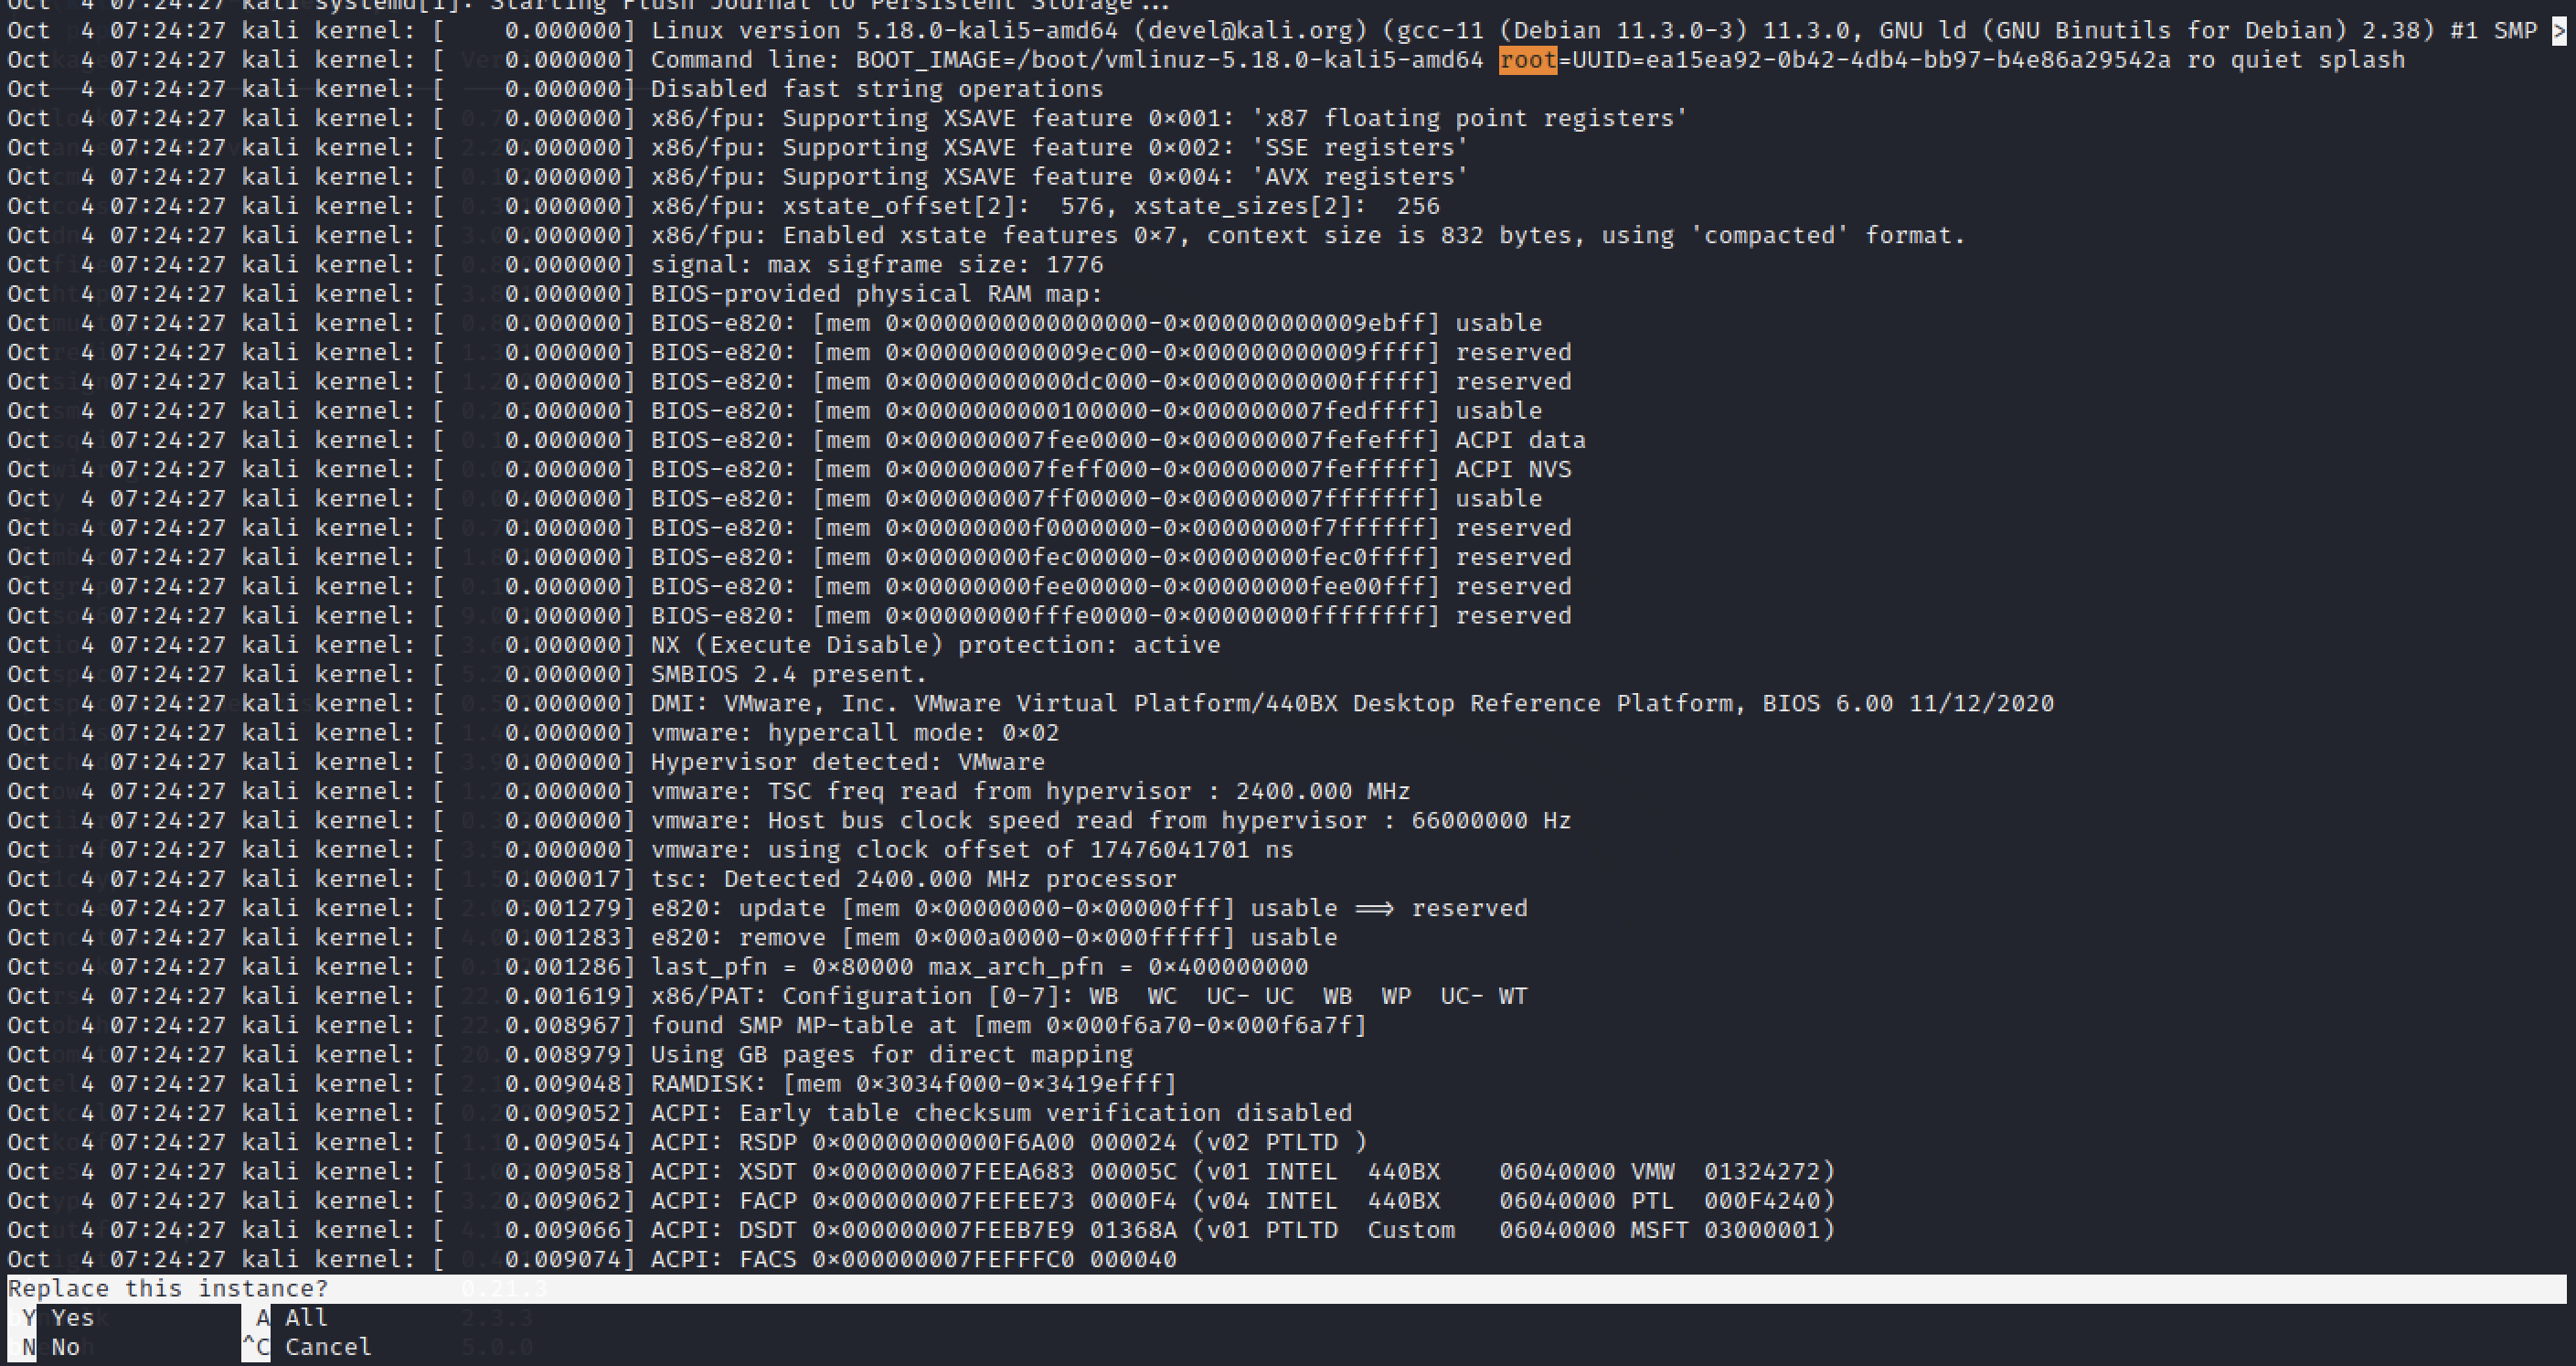 Oct  4 07:24:27 kali systemd[1]: Starting Flush Journal to Persistent Storage...
Oct  4 07:24:27 kali kernel: [    0.000000] Linux version 5.18.0-kali5-amd64 (devel@kali.org) (gcc-11 (Debian 11.3.0-3) 11.3.0, GNU ld (GNU Binutils for Debian) 2.38) #1 SMP >
Oct  4 07:24:27 kali kernel: [    0.000000] Command line: BOOT_IMAGE=/boot/vmlinuz-5.18.0-kali5-amd64 root=UUID=ea15ea92-0b42-4db4-bb97-b4e86a29542a ro quiet splash
Oct  4 07:24:27 kali kernel: [    0.000000] Disabled fast string operations
Oct  4 07:24:27 kali kernel: [    0.000000] x86/fpu: Supporting XSAVE feature 0×001: 'x87 floating point registers'
Oct  4 07:24:27 kali kernel: [    0.000000] x86/fpu: Supporting XSAVE feature 0×002: 'SSE registers'
Oct  4 07:24:27 kali kernel: [    0.000000] x86/fpu: Supporting XSAVE feature 0×004: 'AVX registers'
Oct  4 07:24:27 kali kernel: [    0.000000] x86/fpu: xstate_offset[2]:  576, xstate_sizes[2]:  256
Oct  4 07:24:27 kali kernel: [    0.000000] x86/fpu: Enabled xstate features 0×7, context size is 832 bytes, using 'compacted' format.
Oct  4 07:24:27 kali kernel: [    0.000000] signal: max sigframe size: 1776
Oct  4 07:24:27 kali kernel: [    0.000000] BIOS-provided physical RAM map:
Oct  4 07:24:27 kali kernel: [    0.000000] BIOS-e820: [mem 0×0000000000000000-0×000000000009ebff] usable
Oct  4 07:24:27 kali kernel: [    0.000000] BIOS-e820: [mem 0×000000000009ec00-0×000000000009ffff] reserved
Oct  4 07:24:27 kali kernel: [    0.000000] BIOS-e820: [mem 0×00000000000dc000-0×00000000000fffff] reserved
Oct  4 07:24:27 kali kernel: [    0.000000] BIOS-e820: [mem 0×0000000000100000-0×000000007fedffff] usable
Oct  4 07:24:27 kali kernel: [    0.000000] BIOS-e820: [mem 0×000000007fee0000-0×000000007fefefff] ACPI data
Oct  4 07:24:27 kali kernel: [    0.000000] BIOS-e820: [mem 0×000000007feff000-0×000000007fefffff] ACPI NVS
Oct  4 07:24:27 kali kernel: [    0.000000] BIOS-e820: [mem 0×000000007ff00000-0×000000007fffffff] usable
Oct  4 07:24:27 kali kernel: [    0.000000] BIOS-e820: [mem 0×00000000f0000000-0×00000000f7ffffff] reserved
Oct  4 07:24:27 kali kernel: [    0.000000] BIOS-e820: [mem 0×00000000fec00000-0×00000000fec0ffff] reserved
Oct  4 07:24:27 kali kernel: [    0.000000] BIOS-e820: [mem 0×00000000fee00000-0×00000000fee00fff] reserved
Oct  4 07:24:27 kali kernel: [    0.000000] BIOS-e820: [mem 0×00000000fffe0000-0×00000000ffffffff] reserved
Oct  4 07:24:27 kali kernel: [    0.000000] NX (Execute Disable) protection: active
Oct  4 07:24:27 kali kernel: [    0.000000] SMBIOS 2.4 present.
Oct  4 07:24:27 kali kernel: [    0.000000] DMI: VMware, Inc. VMware Virtual Platform/440BX Desktop Reference Platform, BIOS 6.00 11/12/2020
Oct  4 07:24:27 kali kernel: [    0.000000] vmware: hypercall mode: 0×02
Oct  4 07:24:27 kali kernel: [    0.000000] Hypervisor detected: VMware
Oct  4 07:24:27 kali kernel: [    0.000000] vmware: TSC freq read from hypervisor : 2400.000 MHz
Oct  4 07:24:27 kali kernel: [    0.000000] vmware: Host bus clock speed read from hypervisor : 66000000 Hz
Oct  4 07:24:27 kali kernel: [    0.000000] vmware: using clock offset of 17476041701 ns
Oct  4 07:24:27 kali kernel: [    0.000017] tsc: Detected 2400.000 MHz processor
Oct  4 07:24:27 kali kernel: [    0.001279] e820: update [mem 0×00000000-0×00000fff] usable ⟹ reserved
Oct  4 07:24:27 kali kernel: [    0.001283] e820: remove [mem 0×000a0000-0×000fffff] usable
Oct  4 07:24:27 kali kernel: [    0.001286] last_pfn = 0×80000 max_arch_pfn = 0×400000000
Oct  4 07:24:27 kali kernel: [    0.001619] x86/PAT: Configuration [0-7]: WB  WC  UC- UC  WB  WP  UC- WT
Oct  4 07:24:27 kali kernel: [    0.008967] found SMP MP-table at [mem 0×000f6a70-0×000f6a7f]
Oct  4 07:24:27 kali kernel: [    0.008979] Using GB pages for direct mapping
Oct  4 07:24:27 kali kernel: [    0.009048] RAMDISK: [mem 0×3034f000-0×3419efff]
Oct  4 07:24:27 kali kernel: [    0.009052] ACPI: Early table checksum verification disabled
Oct  4 07:24:27 kali kernel: [    0.009054] ACPI: RSDP 0×00000000000F6A00 000024 (v02 PTLTD )
Oct  4 07:24:27 kali kernel: [    0.009058] ACPI: XSDT 0×000000007FEEA683 00005C (v01 INTEL  440BX    06040000 VMW  01324272)
Oct  4 07:24:27 kali kernel: [    0.009062] ACPI: FACP 0×000000007FEFEE73 0000F4 (v04 INTEL  440BX    06040000 PTL  000F4240)
Oct  4 07:24:27 kali kernel: [    0.009066] ACPI: DSDT 0×000000007FEEB7E9 01368A (v01 PTLTD  Custom   06040000 MSFT 03000001)
Oct  4 07:24:27 kali kernel: [    0.009074] ACPI: FACS 0×000000007FEFFFC0 000040
Replace this instance?
Y Yes  A All
N No  ^C Cancel